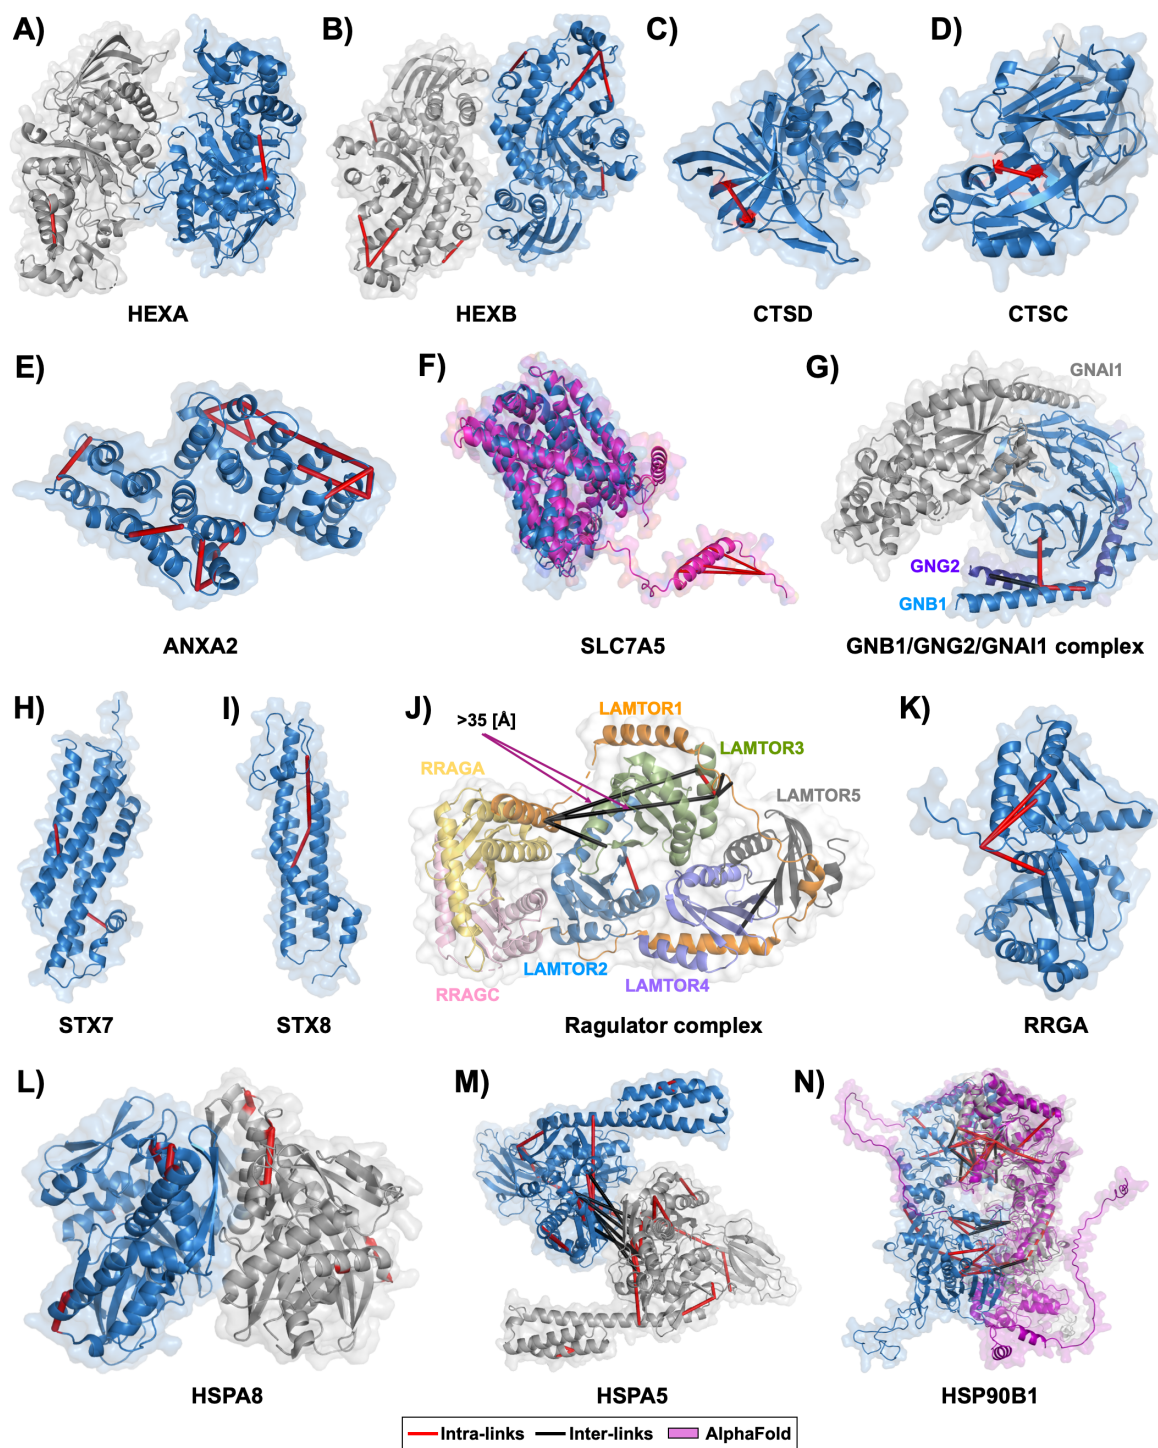 A)
B)
C)
D)
HEXA
HEXB
CTSD
CTSC
E)
F)
G)
GNAI1
GNG2
GNB1
ANXA2
SLC7A5
GNB1/GNG2/GNAI1 complex
H)
I)
J)
K)
>35 [Å]
LAMTOR1
LAMTOR3
RRAGA
LAMTOR5
LAMTOR2
LAMTOR4
RRAGC
STX7
STX8
Ragulator complex
RRGA
L)
M)
N)
HSPA8
HSPA5
HSP90B1
Intra-links
Inter-links
AlphaFold